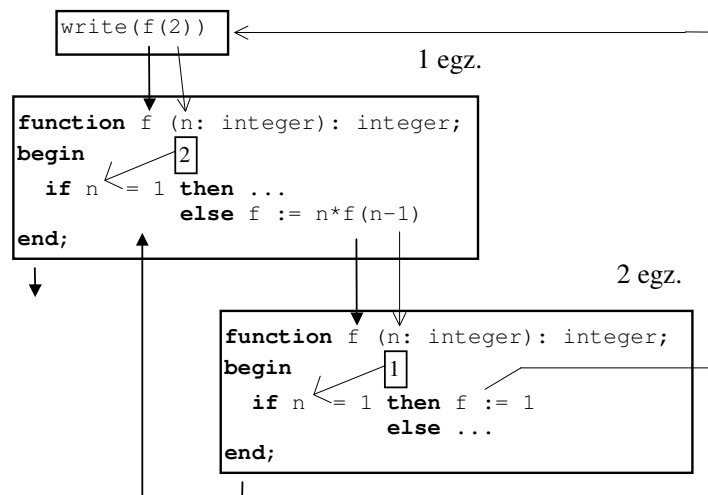 write(f(2))
1 egz.
function f (n: integer): integer;
begin
2
if n <= 1 then ...
else f := n*f(n-1)
end;
2 egz.
function f (n: integer): integer;
begin
1
if n <= 1 then f := 1
else ...
end;